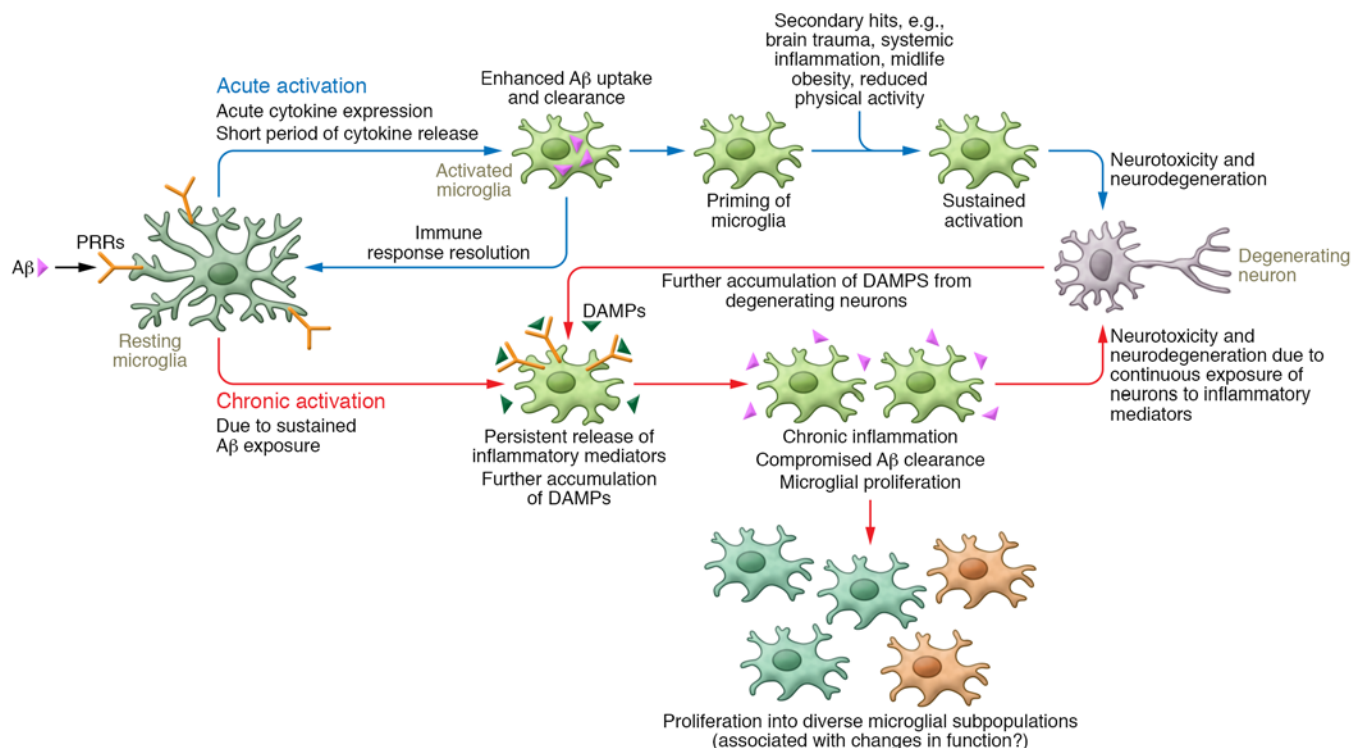 Secondary hits, e.g.,
brain trauma, systemic
inflammation, midlife
obesity, reduced
physical activity
Acute activation
Acute cytokine expression
Short period of cytokine release
Enhanced Aβ uptake
and clearance
Activated
microglia
Priming of
microglia
Sustained
activation
Neurotoxicity and
neurodegeneration
Immune
response resolution
PRRs
Aβ
Resting
microglia
Degenerating
neuron
Further accumulation of DAMPS from
degenerating neurons
DAMPs
Chronic activation
Due to sustained
Aβ exposure
Persistent release of
inflammatory mediators
Further accumulation
of DAMPs
Chronic inflammation
Compromised Aβ clearance
Microglial proliferation
Neurotoxicity and
neurodegeneration due to
continuous exposure of
neurons to inflammatory
mediators
Proliferation into diverse microglial subpopulations
(associated with changes in function?)